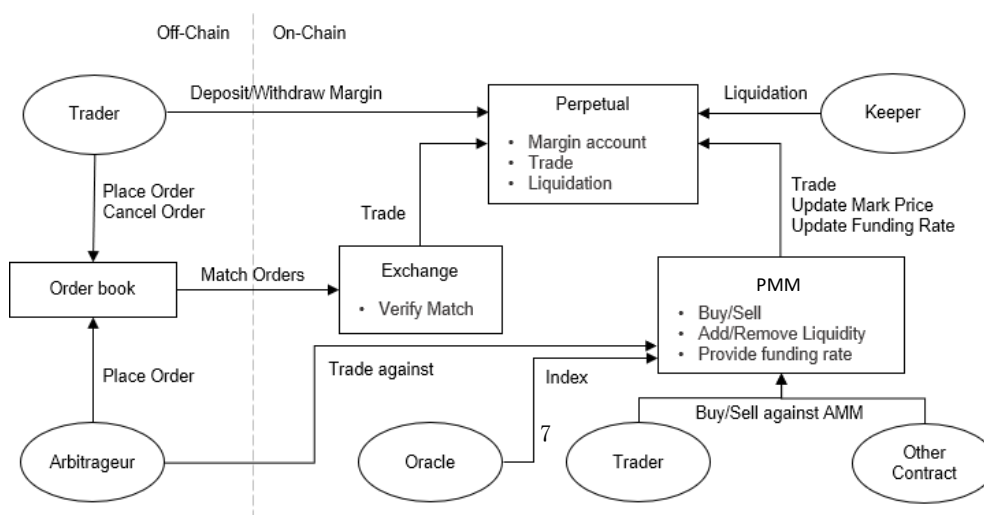 Off-Chain
On-Chain
Trader
Deposit/Withdraw Margin
Perpetual
• Margin account
• Trade
• Liquidation
Liquidation
Keeper
Place Order
Cancel Order
Trade
Trade
Update Mark Price
Update Funding Rate
Order book
Match Orders
Exchange
• Verify Match
PMM
• Buy/Sell
• Add/Remove Liquidity
• Provide funding rate
Place Order
Trade against
Index
Buy/Sell against AMM
7
Arbitrageur
Oracle
Trader
Other
Contract